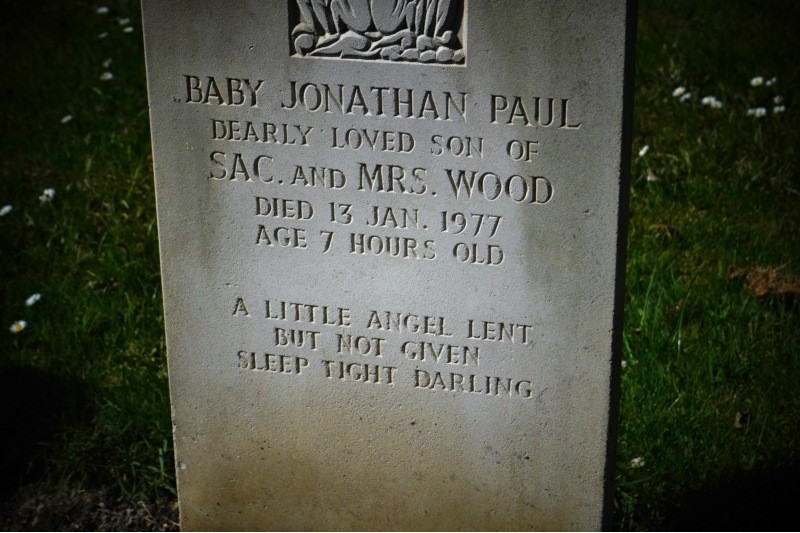 BABY JONATHAN PAUL
DEARLY LOVED SON OF
SAC. AND MRS. WOOD
DIED 13 JAN. 1977
AGE 7 HOURS OLD
A LITTLE ANGEL LENT
BUT NOT GIVEN
SLEEP TIGHT DARLING